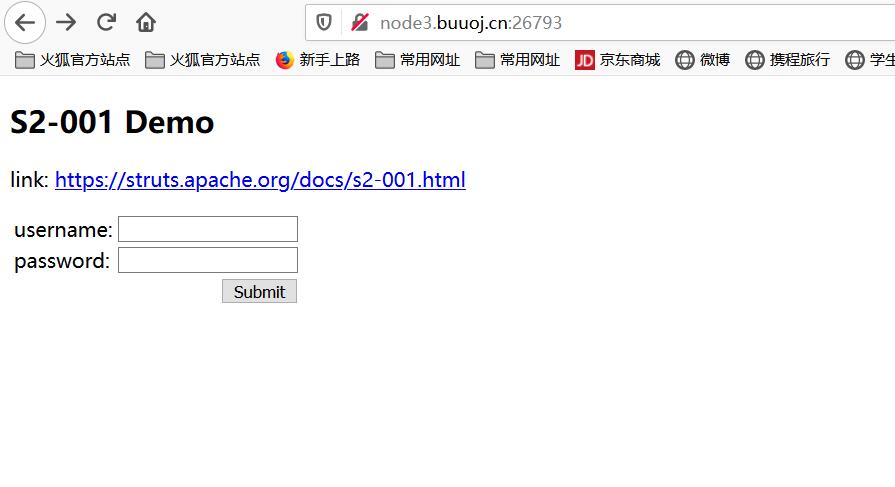 node3.buuoj.cn:26793
火狐官方站点 火狐官方站点 新手上路 常用网址 常用网址 JD 京东商城 微博 携程旅行 学生
S2-001 Demo
link: https://struts.apache.org/docs/s2-001.html
username:
password:
Submit